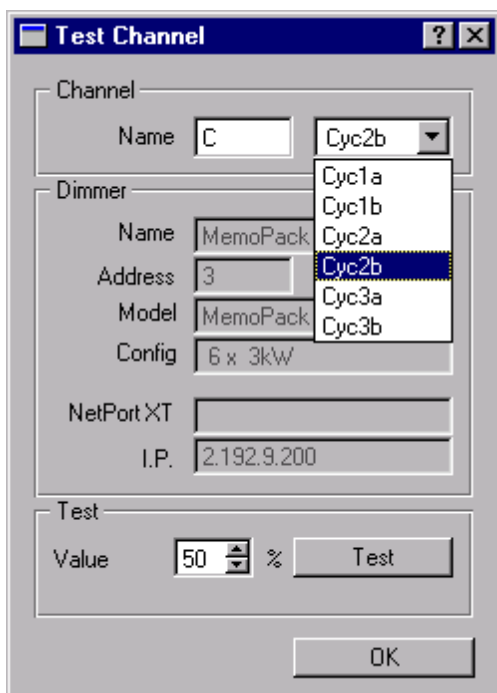 Test Channel
Channel
Name C Cyc2b
Cyc1a
Cyc1b
Cyc2a
Cyc2b
Cyc3a
Cyc3b
Dimmer
Name MemoPack
Address 3
Model MemoPack
Config 6 x 3kW
NetPort XT
I.P. 2.192.9.200
Test
Value 50 % Test
OK